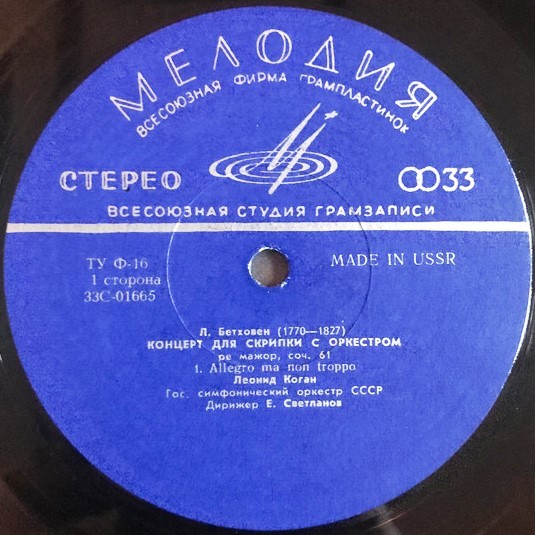 МЕЛОДИЯ
ВСЕСОЮЗНАЯ ФИРМА ГРАМПЛАСТИНОК
СТЕРЕО
33
ВСЕСОЮЗНАЯ СТУДИЯ ГРАМЗАПИСИ
ТУ Ф-16
MADE IN USSR
1 сторона
33С-01665
Л. Бетховен (1770—1827)
КОНЦЕРТ ДЛЯ СКРИПКИ С ОРКЕСТРОМ
ре мажор, соч. 61
1. Allegro ma non troppo
Леонид Коган
Гос. симфонический оркестр СССР
Дирижер Е. Светланов